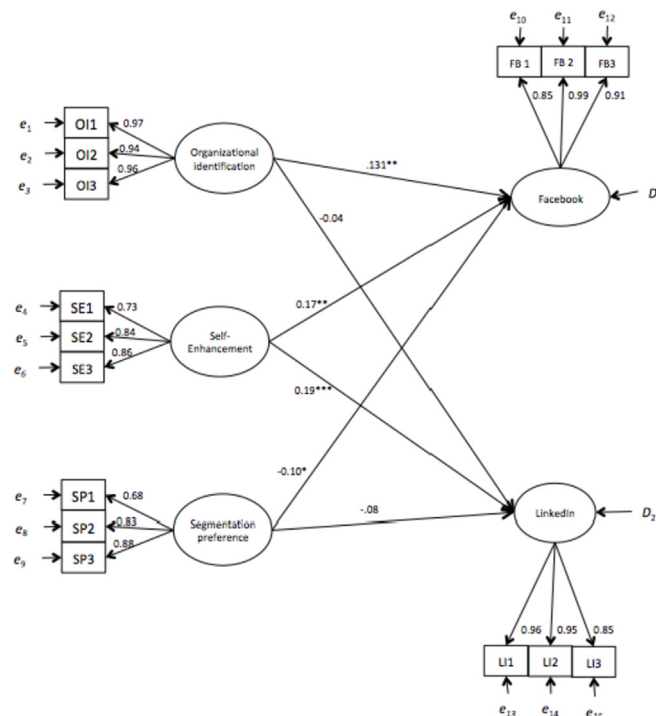 e10 e11 e12
FB 1 FB 2 FB3
0.85 0.99 0.91
e1 OI1 0.97
e2 OI2 0.94
e3 OI3 0.96
Organizational
identification
.131**
-0.04
Facebook
D
e4 SE1 0.73
e5 SE2 0.84
e6 SE3 0.86
Self-
Enhancement
0.17**
0.19***
e7 SP1 0.68
e8 SP2 0.83
e9 SP3 0.88
Segmentation
preference
-0.10*
-.08
LinkedIn
D2
0.96 0.95 0.85
LI1 LI2 LI3
e13 e14